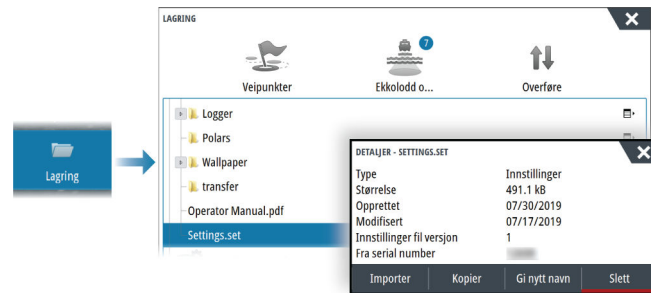 LAGRING
7
Veipunkter Ekkolodd o... Overføre
Logger
Polars
Wallpaper
transfer
Operator Manual.pdf
Settings.set
Lagring
DETALJER - SETTINGS.SET
Type Innstillinger
Størrelse 491.1 kB
Opprettet 07/30/2019
Modifisert 07/17/2019
Innstillinger fil versjon 1
Fra serial number
Importer Kopier Gi nytt navn Slett